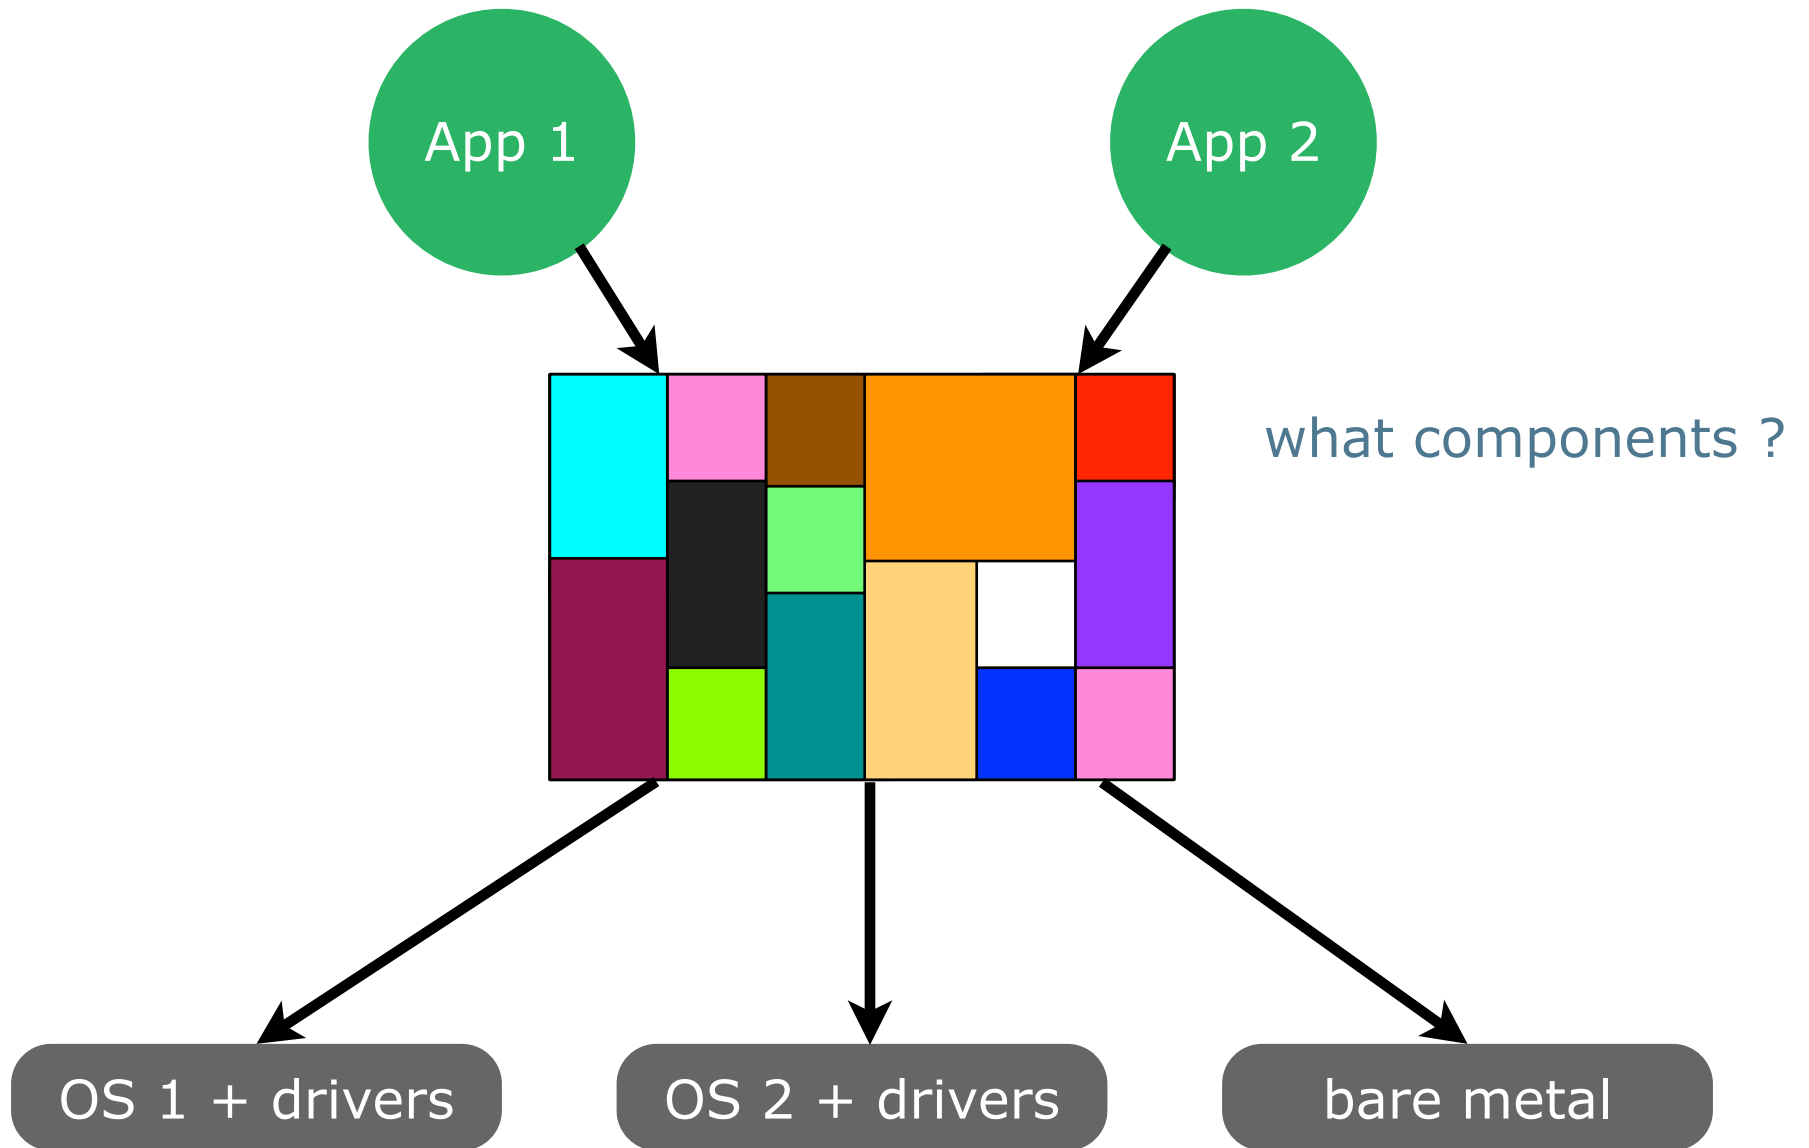 App 1
App 2
what components ?
OS 1 + drivers
OS 2 + drivers
bare metal